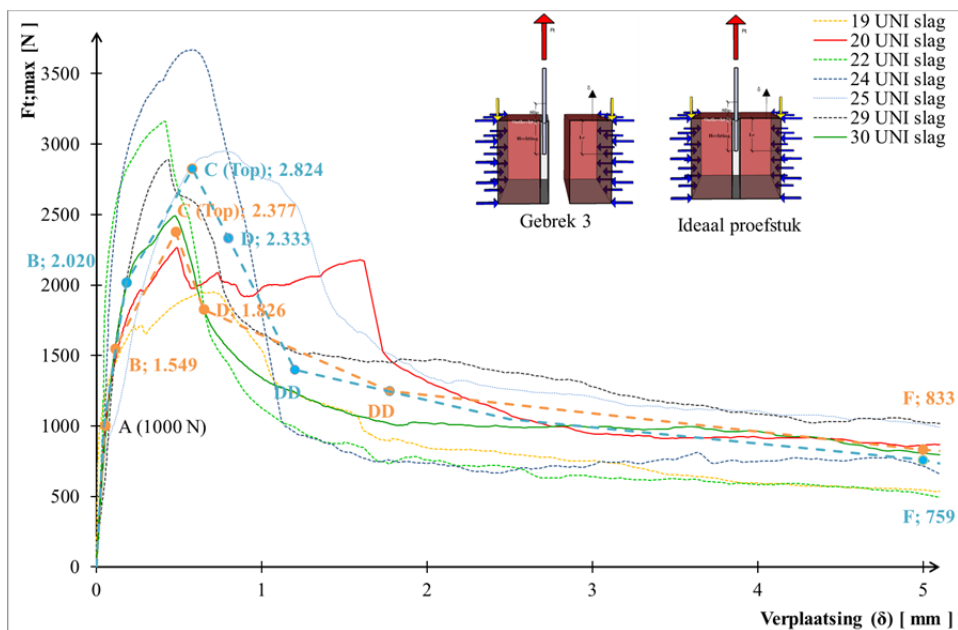 Ft;max [N]
3500
3000
2500
2000
1500
1000
500
0
19 UNI slag
20 UNI slag
22 UNI slag
24 UNI slag
25 UNI slag
29 UNI slag
30 UNI slag
Gebrek 3
Ideaal proefstuk
C (Top); 2.824
C (Top); 2.377
D; 2.333
B; 2.020
D; 1.826
B; 1.549
DD
DD
A (1000 N)
F; 833
F; 759
0 1 2 3 4 5
Verplaatsing (δ) [ mm ]